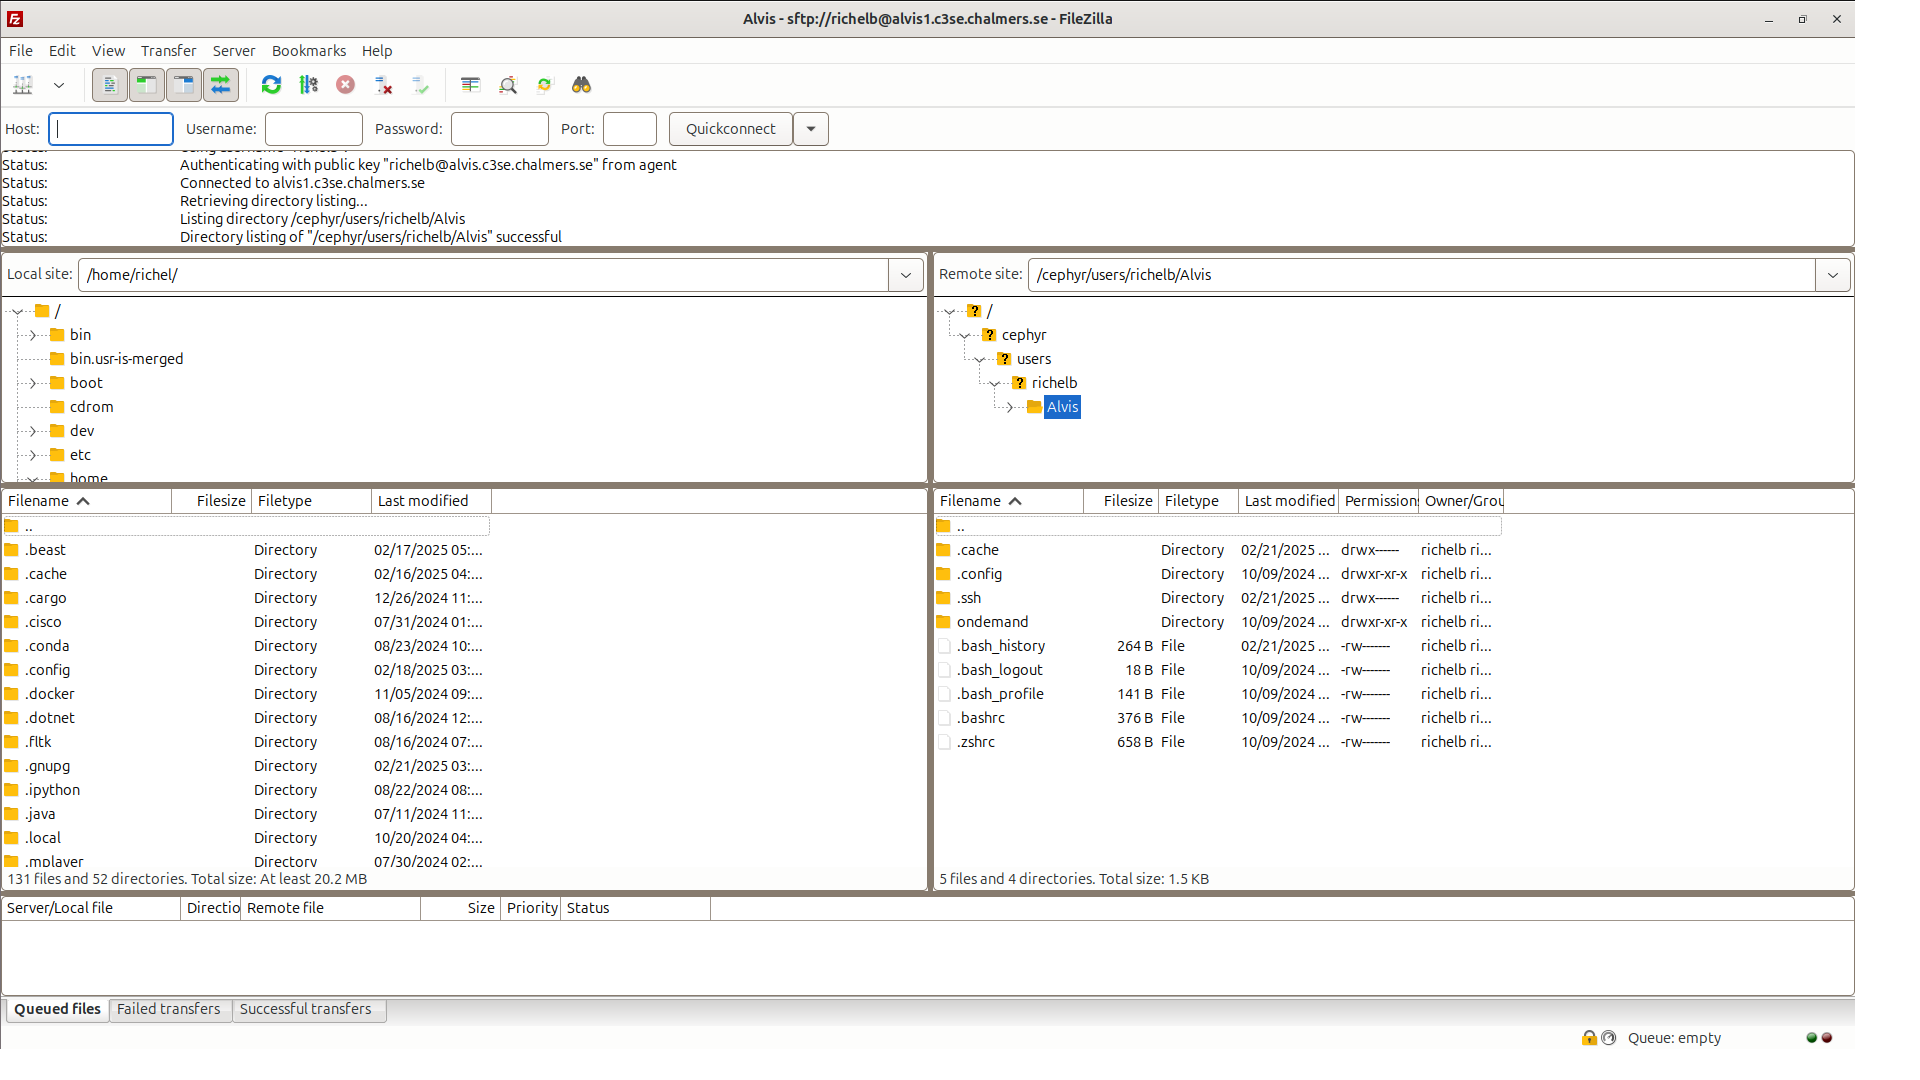 Alvis - sftp://richelb@alvis1.c3se.chalmers.se - FileZilla
File Edit View Transfer Server Bookmarks Help
Host: Username: Password: Port: Quickconnect
Status: Authenticating with public key "richelb@alvis.c3se.chalmers.se" from agent
Status: Connected to alvis1.c3se.chalmers.se
Status: Retrieving directory listing...
Status: Listing directory /cephyr/users/richelb/Alvis
Status: Directory listing of "/cephyr/users/richelb/Alvis" successful
Local site: /home/richel/
/
bin
bin.usr-is-merged
boot
cdrom
dev
etc
home
Filename Filesize Filetype Last modified
..
.beast Directory 02/17/2025 05:...
.cache Directory 02/16/2025 04:...
.cargo Directory 12/26/2024 11:...
.cisco Directory 07/31/2024 01:...
.conda Directory 08/23/2024 10:...
.config Directory 02/18/2025 03:...
.docker Directory 11/05/2024 09:...
.dotnet Directory 08/16/2024 12:...
.fltk Directory 08/16/2024 07:...
.gnupg Directory 02/21/2025 03:...
.ipython Directory 08/22/2024 08:...
.java Directory 07/11/2024 11:...
.local Directory 10/20/2024 04:...
.mplayer Directory 07/30/2024 02:...
131 files and 52 directories. Total size: At least 20.2 MB
Remote site: /cephyr/users/richelb/Alvis
/
cephyr
users
richelb
Alvis
Filename Filesize Filetype Last modified Permission Owner/Grou
..
.cache Directory 02/21/2025 ... drwx------ richelb ri...
.config Directory 10/09/2024 ... drwxr-xr-x richelb ri...
.ssh Directory 02/21/2025 ... drwx------ richelb ri...
ondemand Directory 10/09/2024 ... drwxr-xr-x richelb ri...
.bash_history 264 B File 02/21/2025 ... -rw------- richelb ri...
.bash_logout 18 B File 10/09/2024 ... -rw------- richelb ri...
.bash_profile 141 B File 10/09/2024 ... -rw------- richelb ri...
.bashrc 376 B File 10/09/2024 ... -rw------- richelb ri...
.zshrc 658 B File 10/09/2024 ... -rw------- richelb ri...
5 files and 4 directories. Total size: 1.5 KB
Server/Local file Directio Remote file Size Priority Status
Queued files Failed transfers Successful transfers
Queue: empty